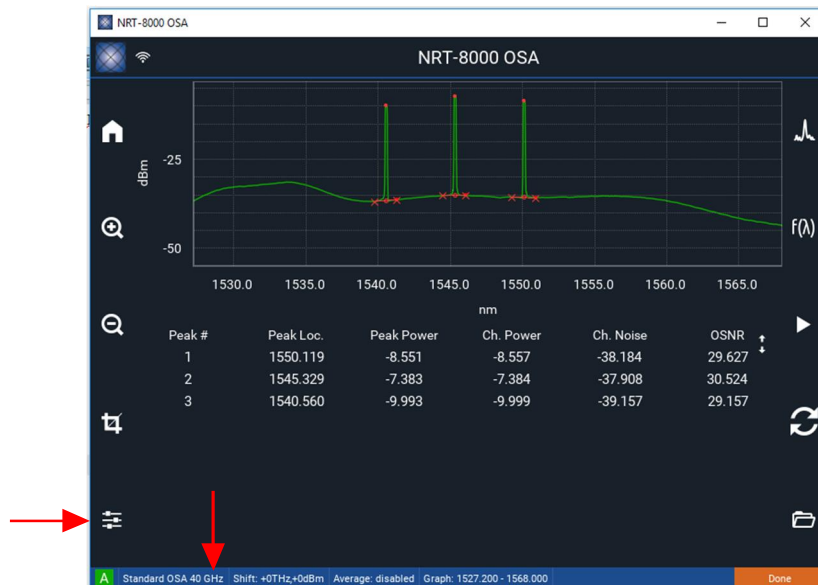 NRT-8000 OSA
NRT-8000 OSA
dBm
-25
-50
f(λ)
1530.0 1535.0 1540.0 1545.0 1550.0 1555.0 1560.0 1565.0
nm
Peak # Peak Loc. Peak Power Ch. Power Ch. Noise OSNR
1 1550.119 -8.551 -8.557 -38.184 29.627
2 1545.329 -7.383 -7.384 -37.908 30.524
3 1540.560 -9.993 -9.999 -39.157 29.157
A Standard OSA 40 GHz Shift: +0THz,+0dBm Average: disabled Graph: 1527.200 - 1568.000 Done